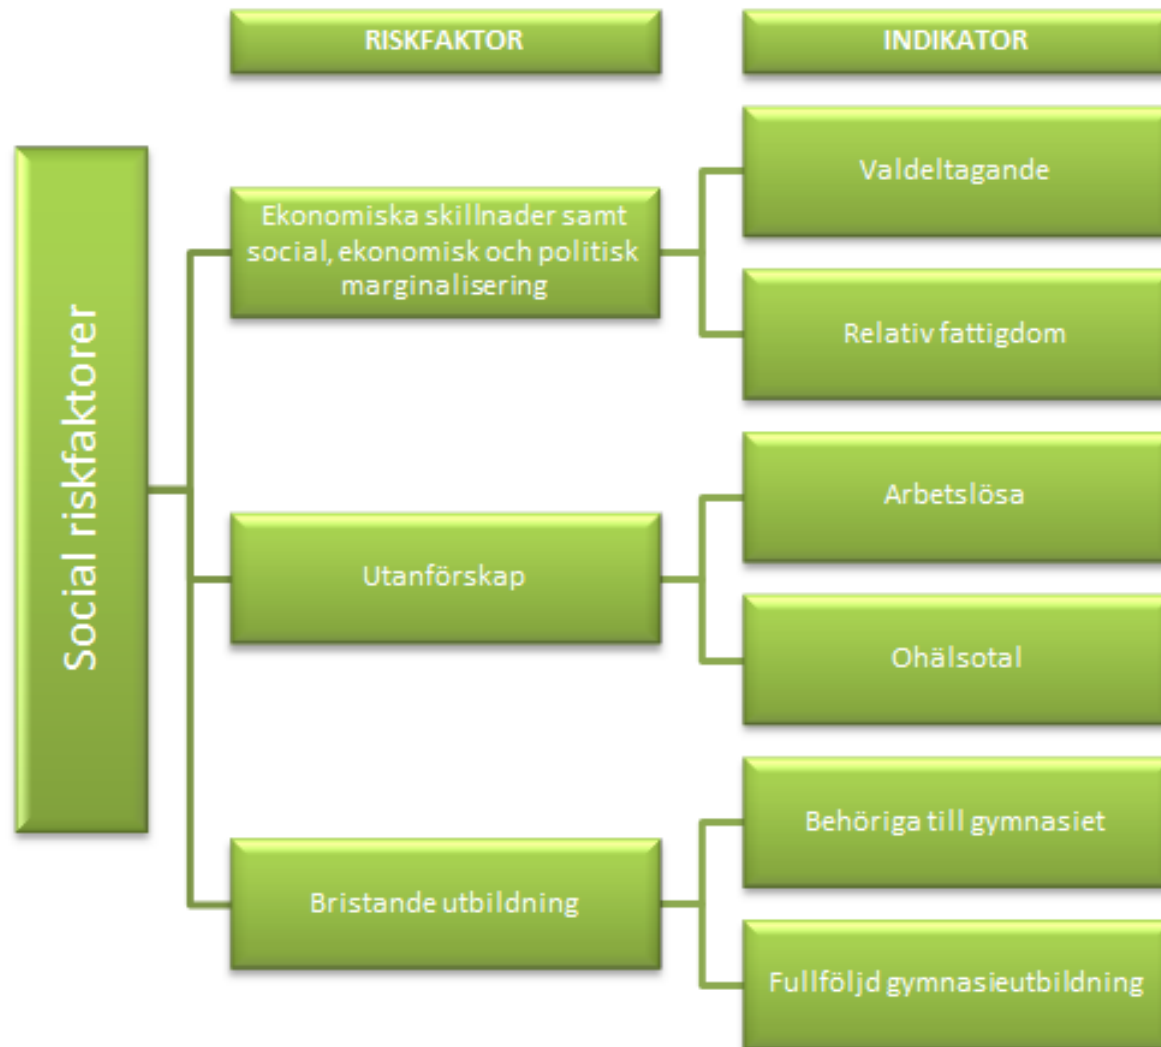 RISKFAKTOR
INDIKATOR
Social riskfaktorer
Ekonomiska skillnader samt
social, ekonomisk och politisk
marginalisering
Valdeltagande
Relativ fattigdom
Utanförskap
Arbetslösa
Ohälsotal
Bristande utbildning
Behöriga till gymnasiet
Fullföljd gymnasieutbildning